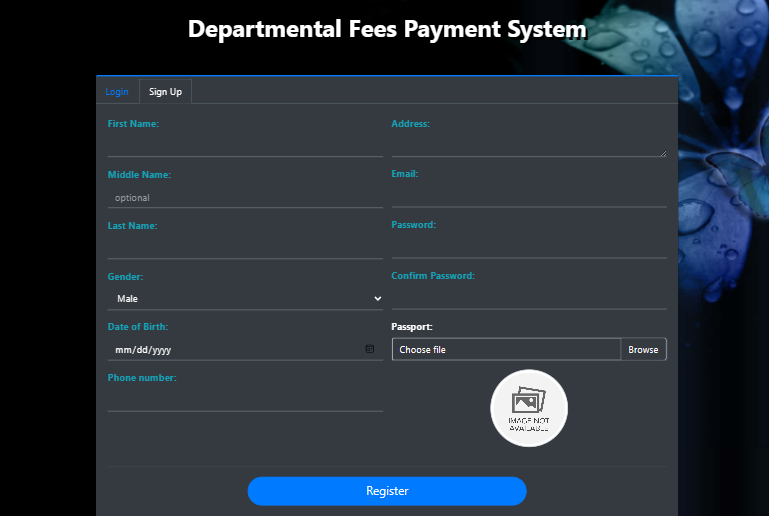 Departmental Fees Payment System
Login
Sign Up
First Name:
Address:
Middle Name:
optional
Email:
Last Name:
Password:
Gender:
Male
Confirm Password:
Date of Birth:
mm/dd/yyyy
Passport:
Choose file
Browse
Phone number:
IMAGE NOT
AVAILABLE
Register